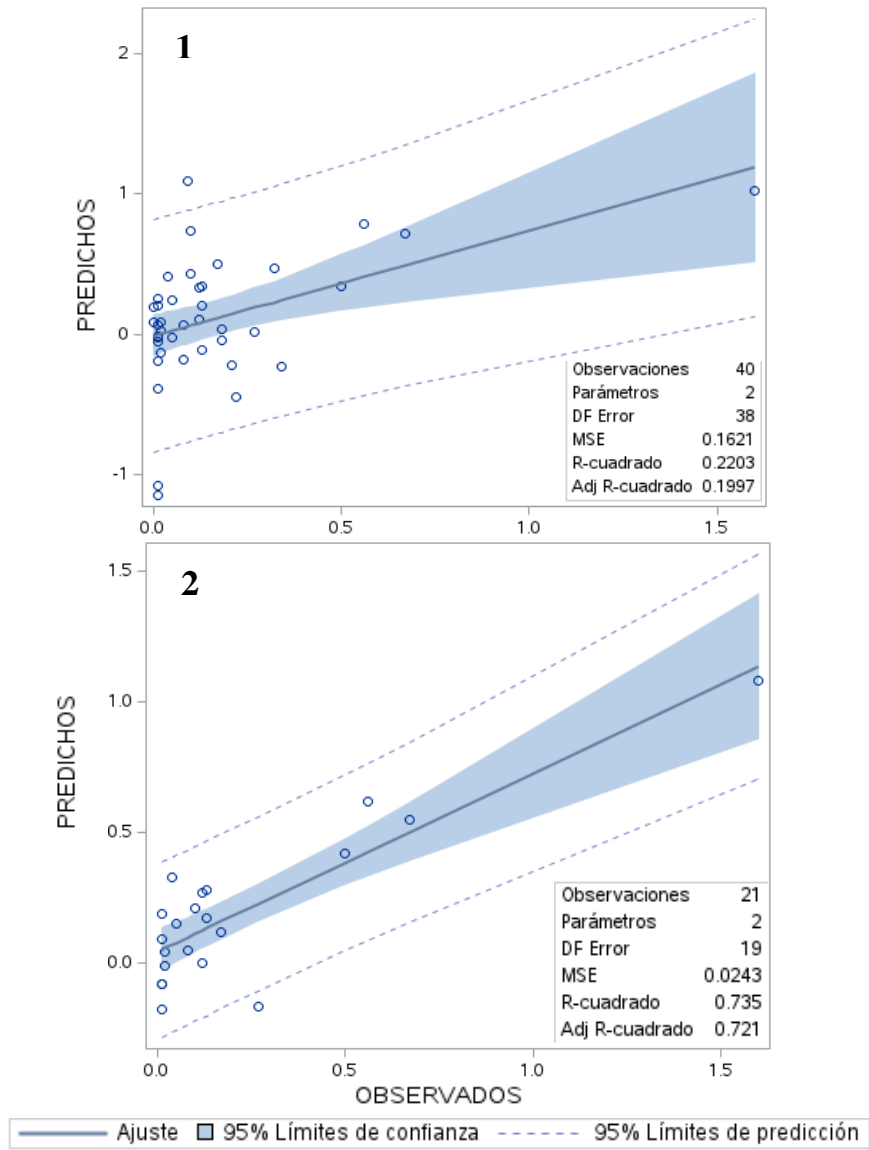 1
2
1
0
-1
PREDICHOS
Observaciones 40
Parámetros 2
DF Error 38
MSE 0.1621
R-cuadrado 0.2203
Adj R-cuadrado 0.1997
0.0 0.5 1.0 1.5
2
1.5
1.0
0.5
0.0
PREDICHOS
Observaciones 21
Parámetros 2
DF Error 19
MSE 0.0243
R-cuadrado 0.735
Adj R-cuadrado 0.721
0.0 0.5 1.0 1.5
OBSERVADOS
Ajuste 95% Límites de confianza 95% Límites de predicción